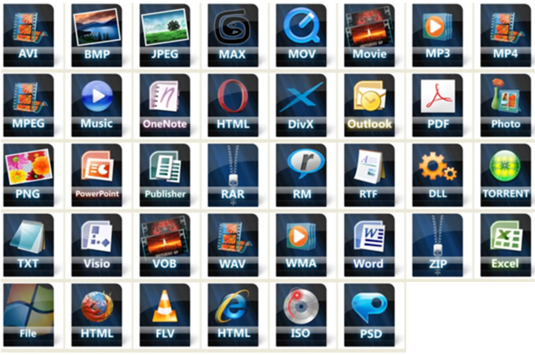 AVI BMP JPEG MAX MOV Movie MP3 MP4
MPEG Music OneNote HTML DivX Outlook PDF Photo
PNG PowerPoint Publisher RAR RM RTF DLL TORRENT
TXT Visio VOB WAV WMA Word ZIP Excel
File HTML FLV HTML ISO PSD